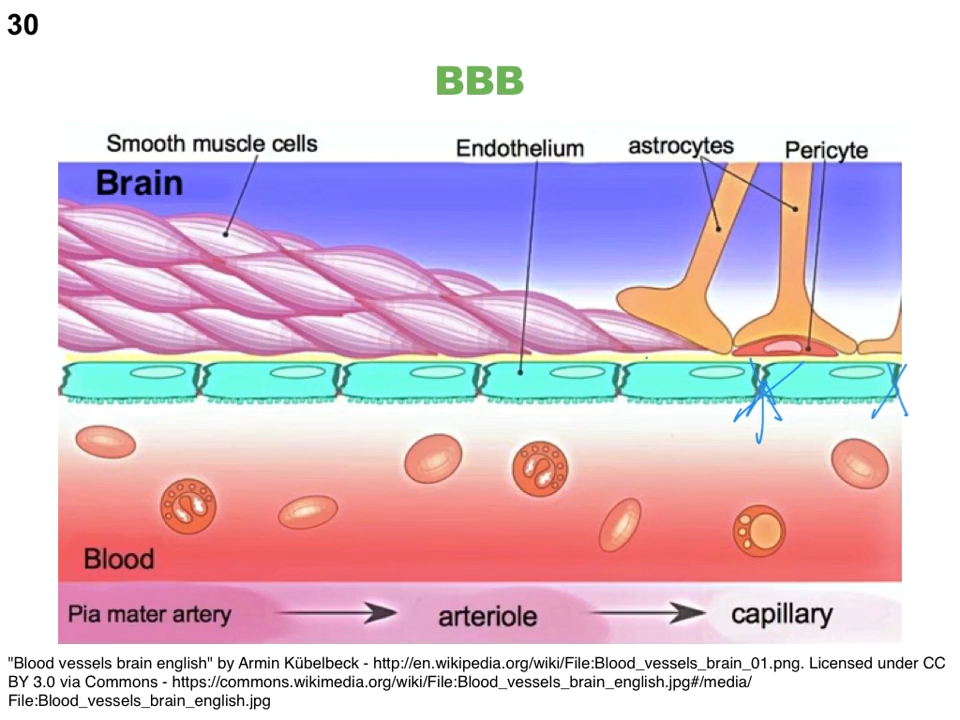 30
BBB
Smooth muscle cells
Endothelium
astrocytes
Pericyte
Brain
Blood
Pia mater artery
arteriole
capillary
"Blood vessels brain english" by Armin Kübelbeck - http://en.wikipedia.org/wiki/File:Blood_vessels_brain_01.png. Licensed under CC
BY 3.0 via Commons - https://commons.wikimedia.org/wiki/File:Blood_vessels_brain_english.jpg#/media/
File:Blood_vessels_brain_english.jpg